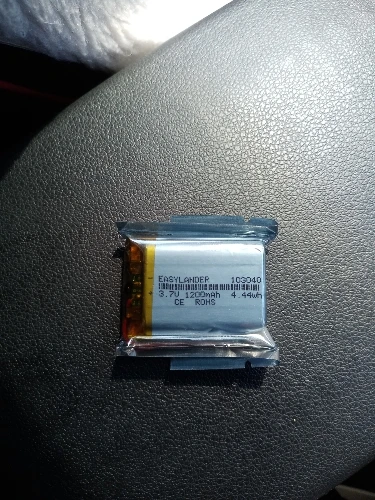 EASYLANDER 103040
3.7V 1200mAh 4.44wh
CE ROHS